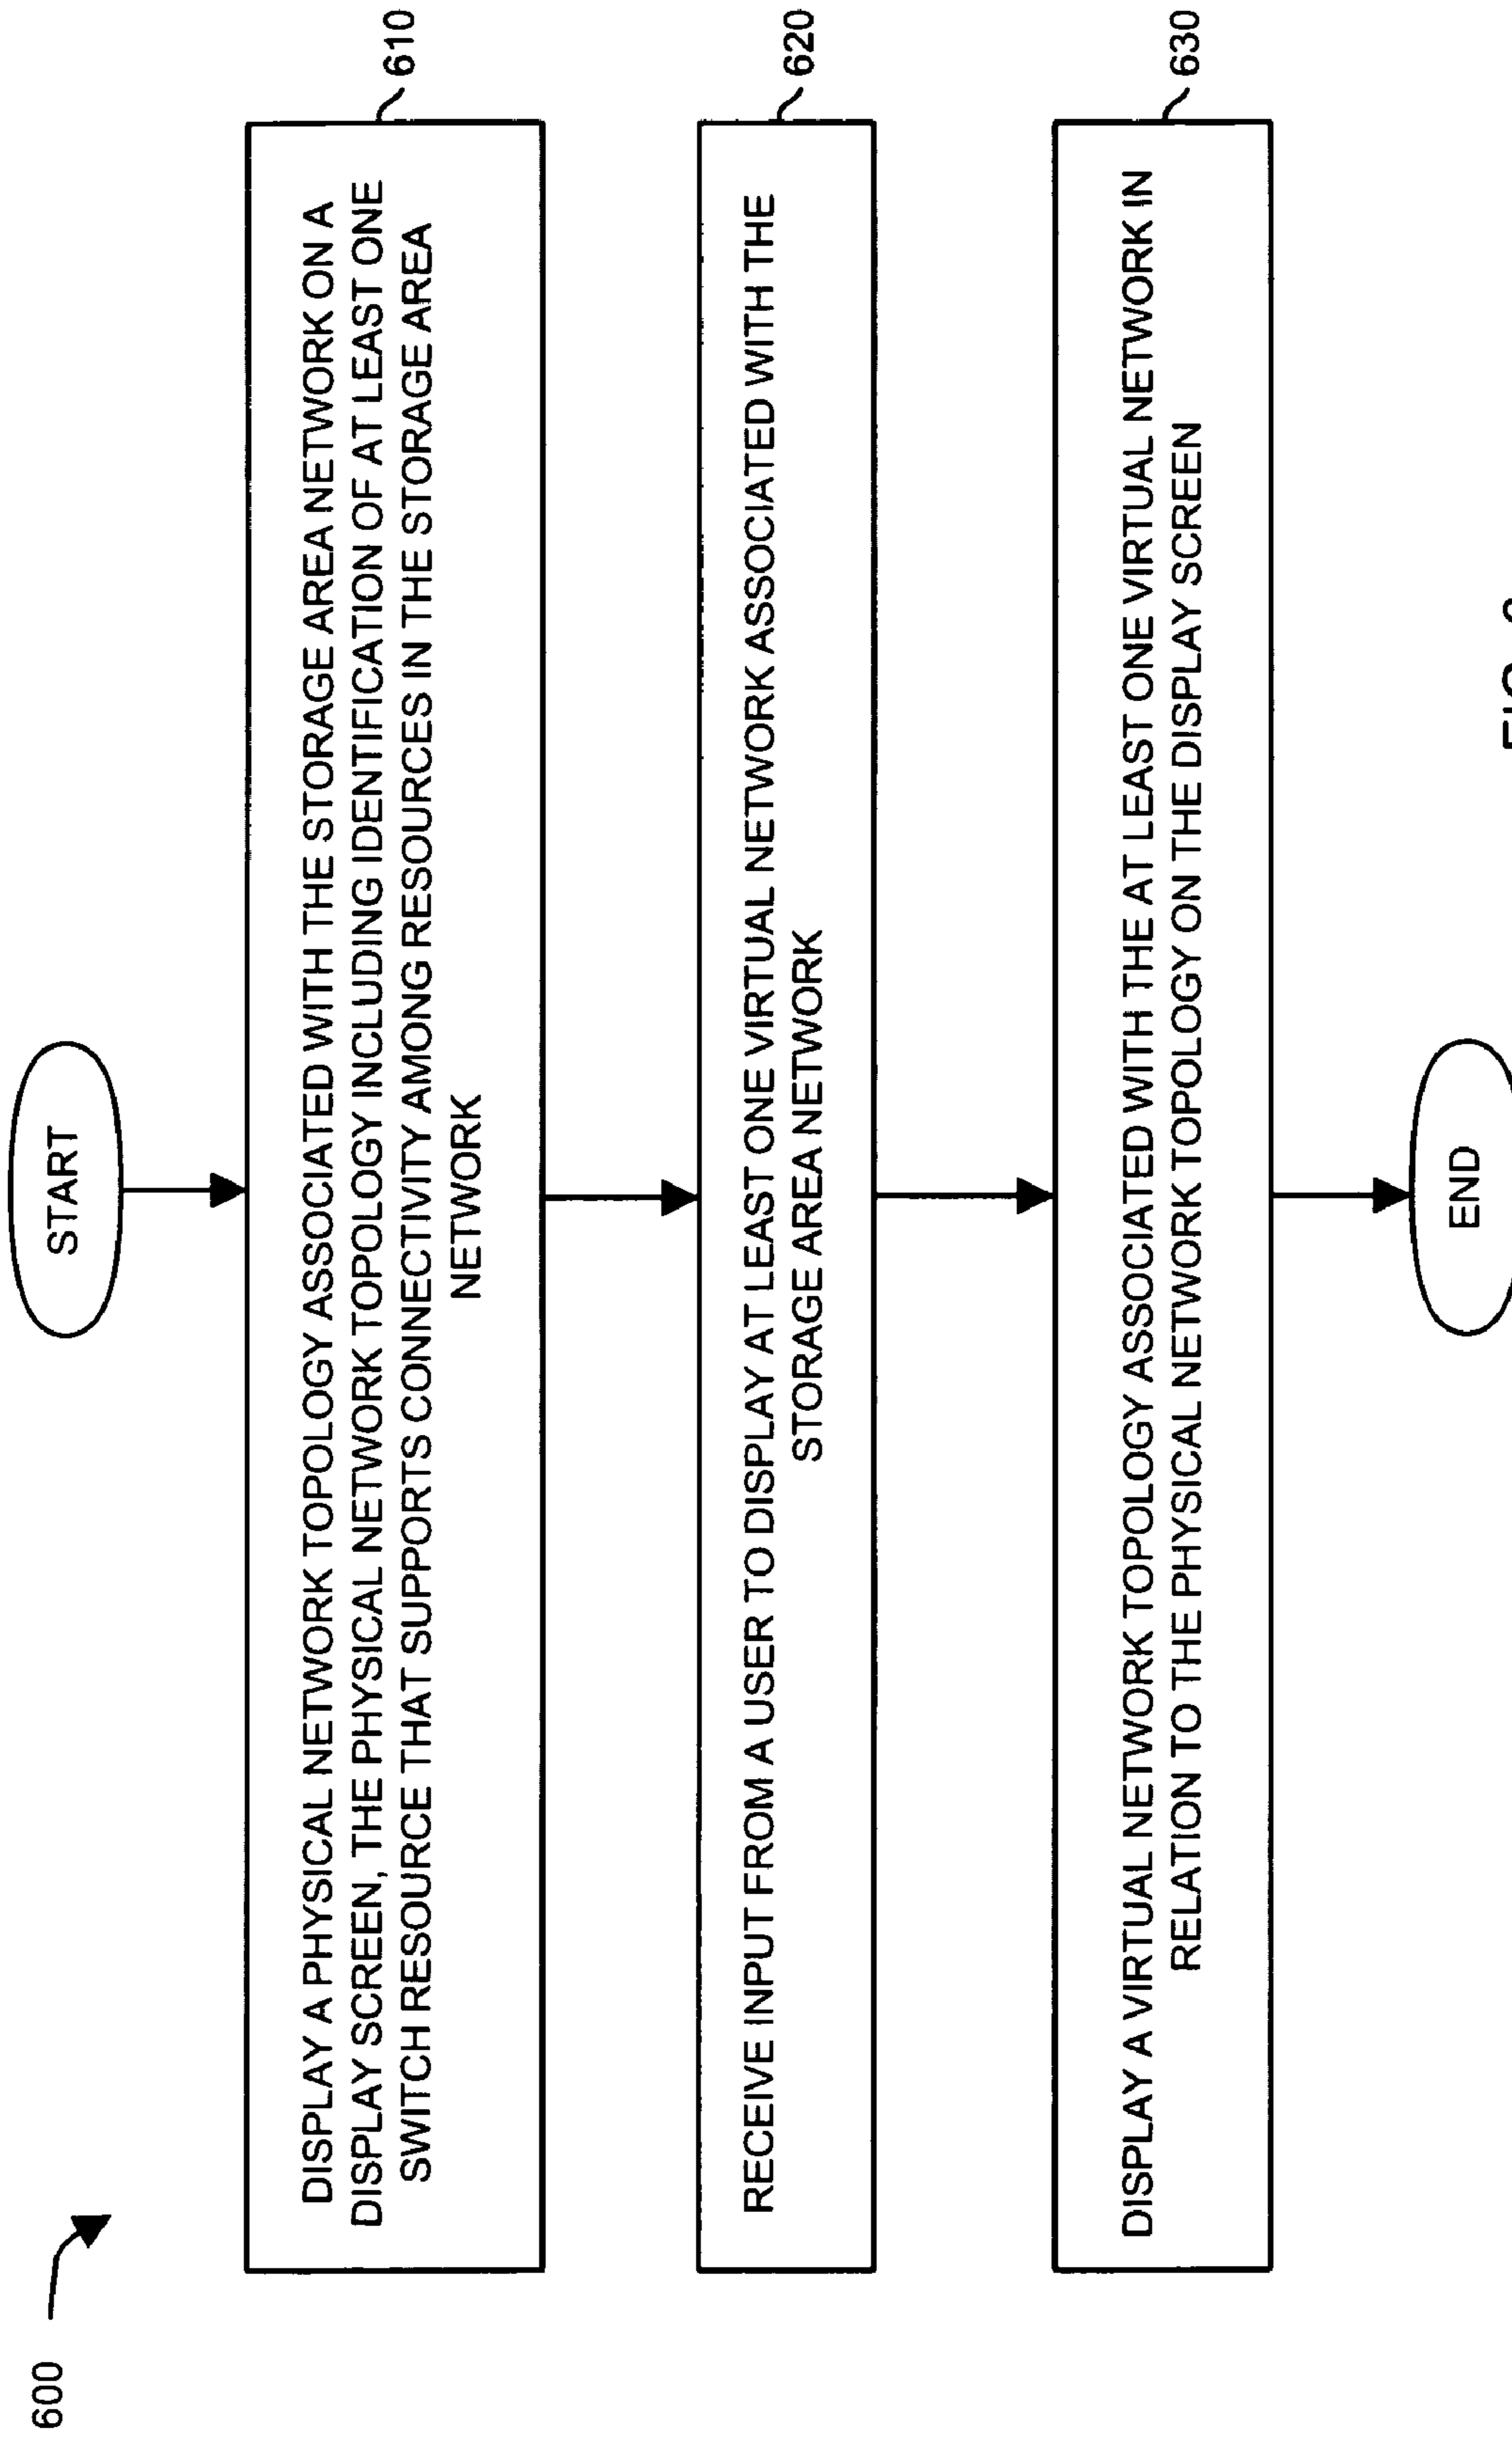 600
START
DISPLAY A PHYSICAL NETWORK TOPOLOGY ASSOCIATED WITH THE STORAGE AREA NETWORK ON A
DISPLAY SCREEN, THE PHYSICAL NETWORK TOPOLOGY INCLUDING IDENTIFICATION OF AT LEAST ONE
SWITCH RESOURCE THAT SUPPORTS CONNECTIVITY AMONG RESOURCES IN THE STORAGE AREA
NETWORK
610
RECEIVE INPUT FROM A USER TO DISPLAY AT LEAST ONE VIRTUAL NETWORK ASSOCIATED WITH THE
STORAGE AREA NETWORK
620
DISPLAY A VIRTUAL NETWORK TOPOLOGY ASSOCIATED WITH THE AT LEAST ONE VIRTUAL NETWORK IN
RELATION TO THE PHYSICAL NETWORK TOPOLOGY ON THE DISPLAY SCREEN
630
END